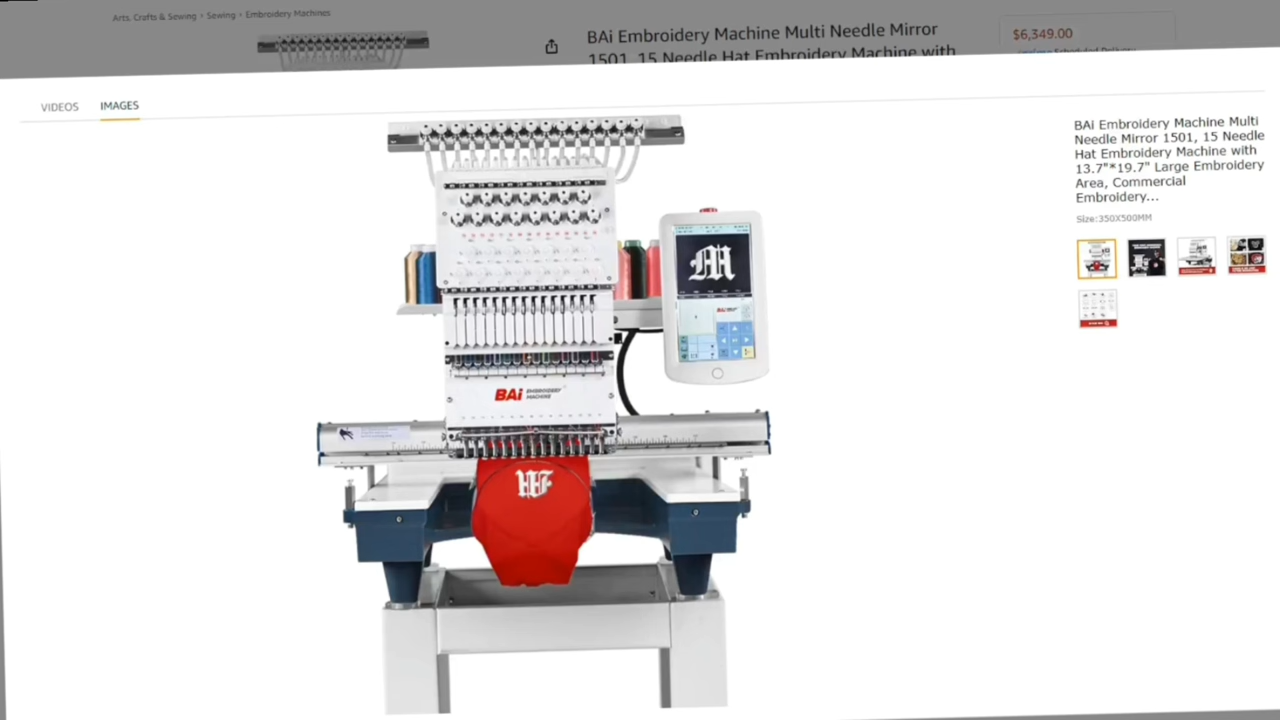 Arts, Crafts & Sewing › Sewing › Embroidery Machines
BAi Embroidery Machine Multi Needle Mirror
1501, 15 Needle Hat Embroidery Machine with
$6,349.00
Scheduled Delivery
VIDEOS
IMAGES
BAi Embroidery Machine Multi
Needle Mirror 1501, 15 Needle
Hat Embroidery Machine with
13.7"*19.7" Large Embroidery
Area, Commercial
Embroidery...
Size:350X500MM
BAi EMBROIDERY
MACHINE